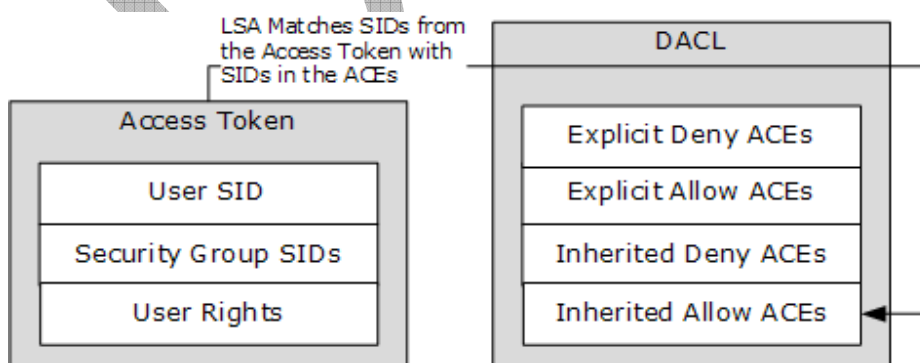 LSA Matches SIDs from
the Access Token with
SIDs in the ACEs
Access Token
User SID
Security Group SIDs
User Rights
DACL
Explicit Deny ACEs
Explicit Allow ACEs
Inherited Deny ACEs
Inherited Allow ACEs